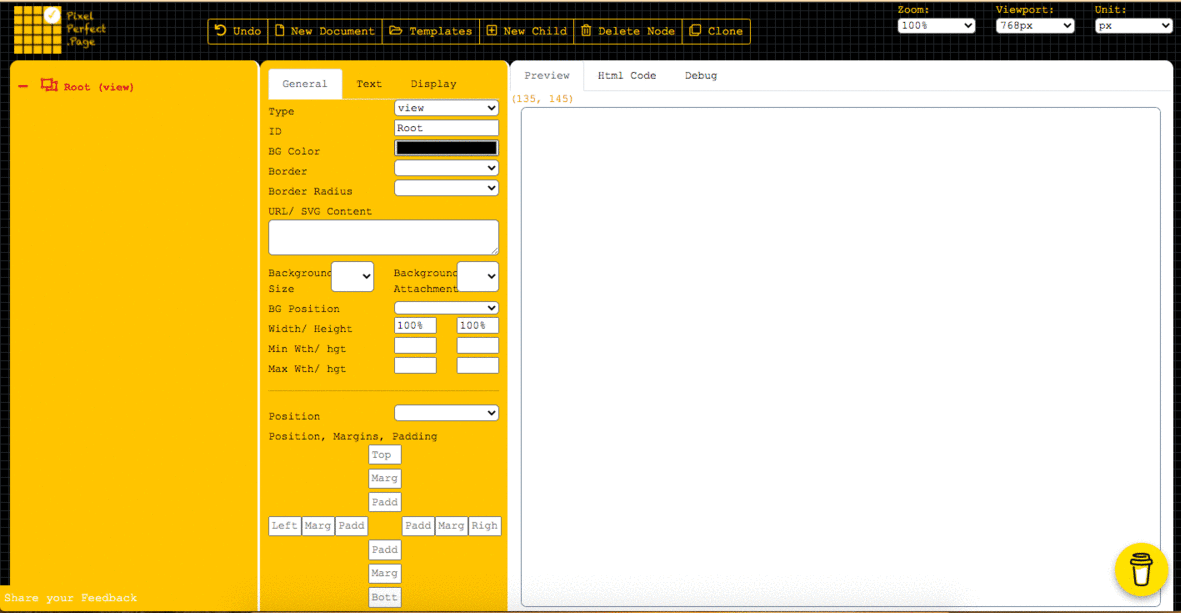 Pixel
Perfect
.Page
Undo
New Document
Templates
New Child
Delete Node
Clone
Zoom:
100%
Viewport:
768px
Unit:
px
Root (view)
General
Text
Display
Type
view
ID
Root
BG Color
Border
Border Radius
URL/ SVG Content
Background
Size
Background
Attachment
BG Position
Width/ Height
100%
100%
Min Wth/ hgt
Max Wth/ hgt
Position
Position, Margins, Padding
Top
Marg
Padd
Left
Marg
Padd
Padd
Marg
Righ
Padd
Marg
Bott
Preview
Html Code
Debug
(135, 145)
Share your Feedback